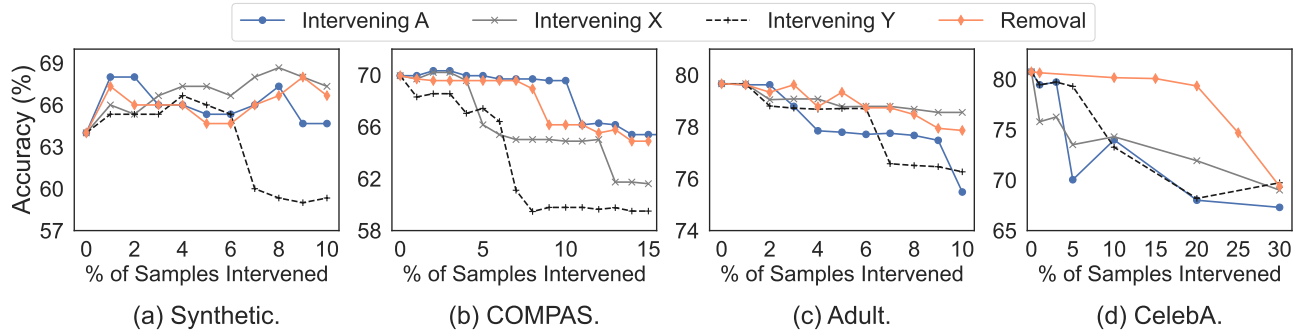 Intervening A Intervening X Intervening Y Removal
Accuracy (%)
69
66
63
60
57
0 2 4 6 8 10
% of Samples Intervened
(a) Synthetic.
70
66
62
58
0 5 10 15
% of Samples Intervened
(b) COMPAS.
80
78
76
74
0 2 4 6 8 10
% of Samples Intervened
(c) Adult.
80
75
70
65
0 5 10 15 20 25 30
% of Samples Intervened
(d) CelebA.